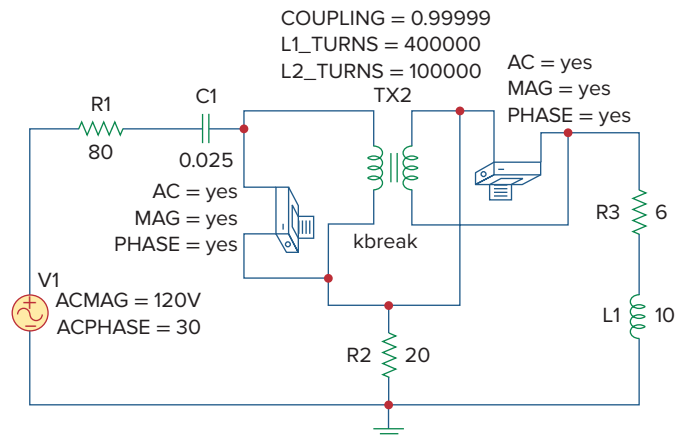 COUPLING = 0.99999
L1_TURNS = 400000
L2_TURNS = 100000
TX2
AC = yes
MAG = yes
PHASE = yes
R1
80
C1
0.025
AC = yes
MAG = yes
PHASE = yes
kbreak
R3 6
V1
ACMAG = 120V
ACPHASE = 30
L1 10
R2 20